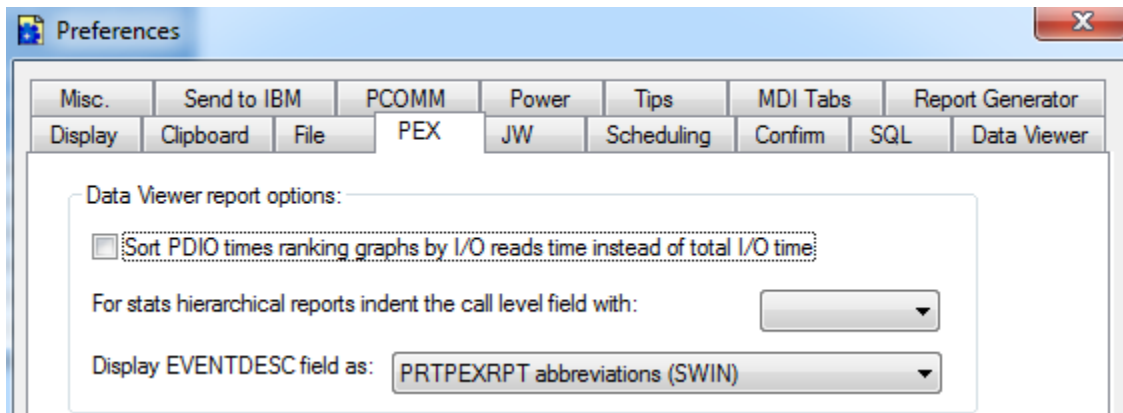 Preferences
X
Misc. Send to IBM PCOMM Power Tips MDI Tabs Report Generator
Display Clipboard File PEX JW Scheduling Confirm SQL Data Viewer
Data Viewer report options:
Sort PDIO times ranking graphs by I/O reads time instead of total I/O time
For stats hierarchical reports indent the call level field with:
Display EVENTDESC field as: PRTPEXRPT abbreviations (SWIN)